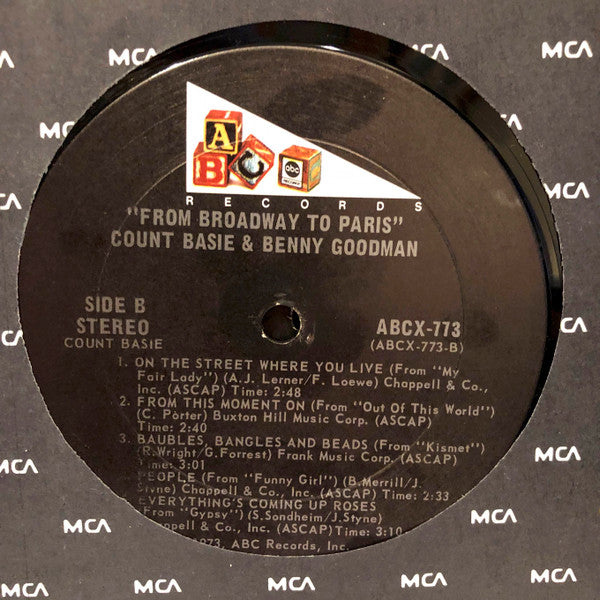 MCA
MCA
MCA
MCA
A
B C abc
RECORDS
"FROM BROADWAY TO PARIS"
COUNT BASIE & BENNY GOODMAN
SIDE B
STEREO
COUNT BASIE
ABCX-773
(ABCX-773-B)
1. ON THE STREET WHERE YOU LIVE (From "My
Fair Lady") (A.J. Lerner/F. Loewe) Chappell & Co.,
Inc. (ASCAP) Time: 2:48
2. FROM THIS MOMENT ON (From "Out Of This World")
(C. Porter) Buxton Hill Music Corp. (ASCAP)
Time: 2:40
3. BAUBLES, BANGLES AND BEADS (From "Kismet")
(R.Wright/G.Forrest) Frank Music Corp. (ASCAP)
Time: 3:01
PEOPLE (From "Funny Girl") (B.Merrill/J.
Styne) Chappell & Co., Inc. (ASCAP) Time: 2:33
EVERYTHING'S COMING UP ROSES
(From "Gypsy") (S.Sondheim/J.Styne)
Chappell & Co., Inc. (ASCAP) Time: 3:10
1973, ABC Records, Inc.
MCA
MCA
MCA
MCA
MCA
MCA
MCA
MCA